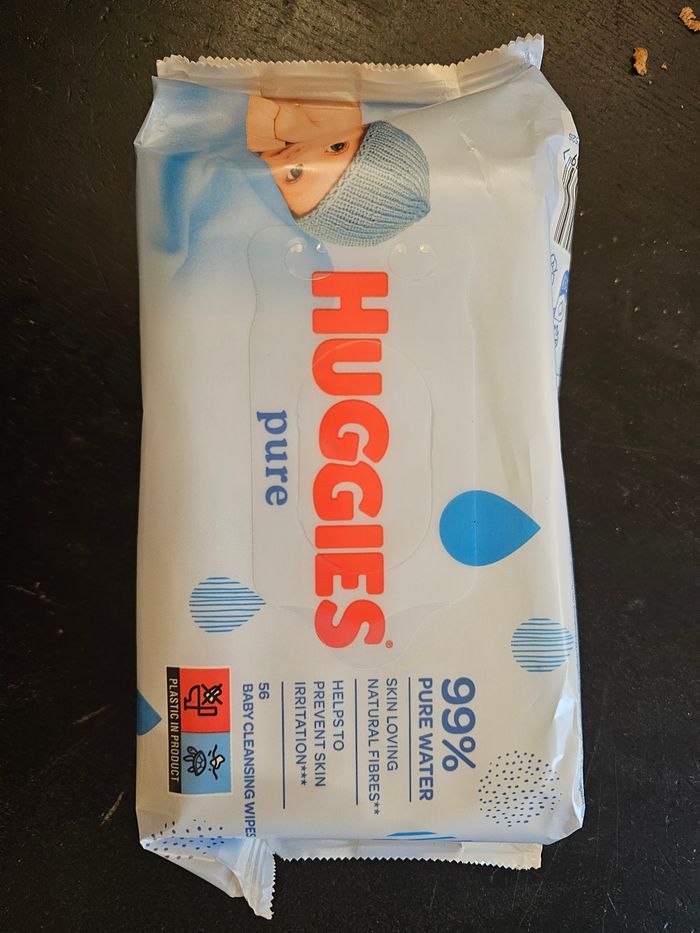 HUGGIES®
pure
99%
PURE WATER
SKIN LOVING
NATURAL FIBRES**
HELPS TO
PREVENT SKIN
IRRITATION***
56
BABY CLEANSING WIPES
PLASTIC IN PRODUCT